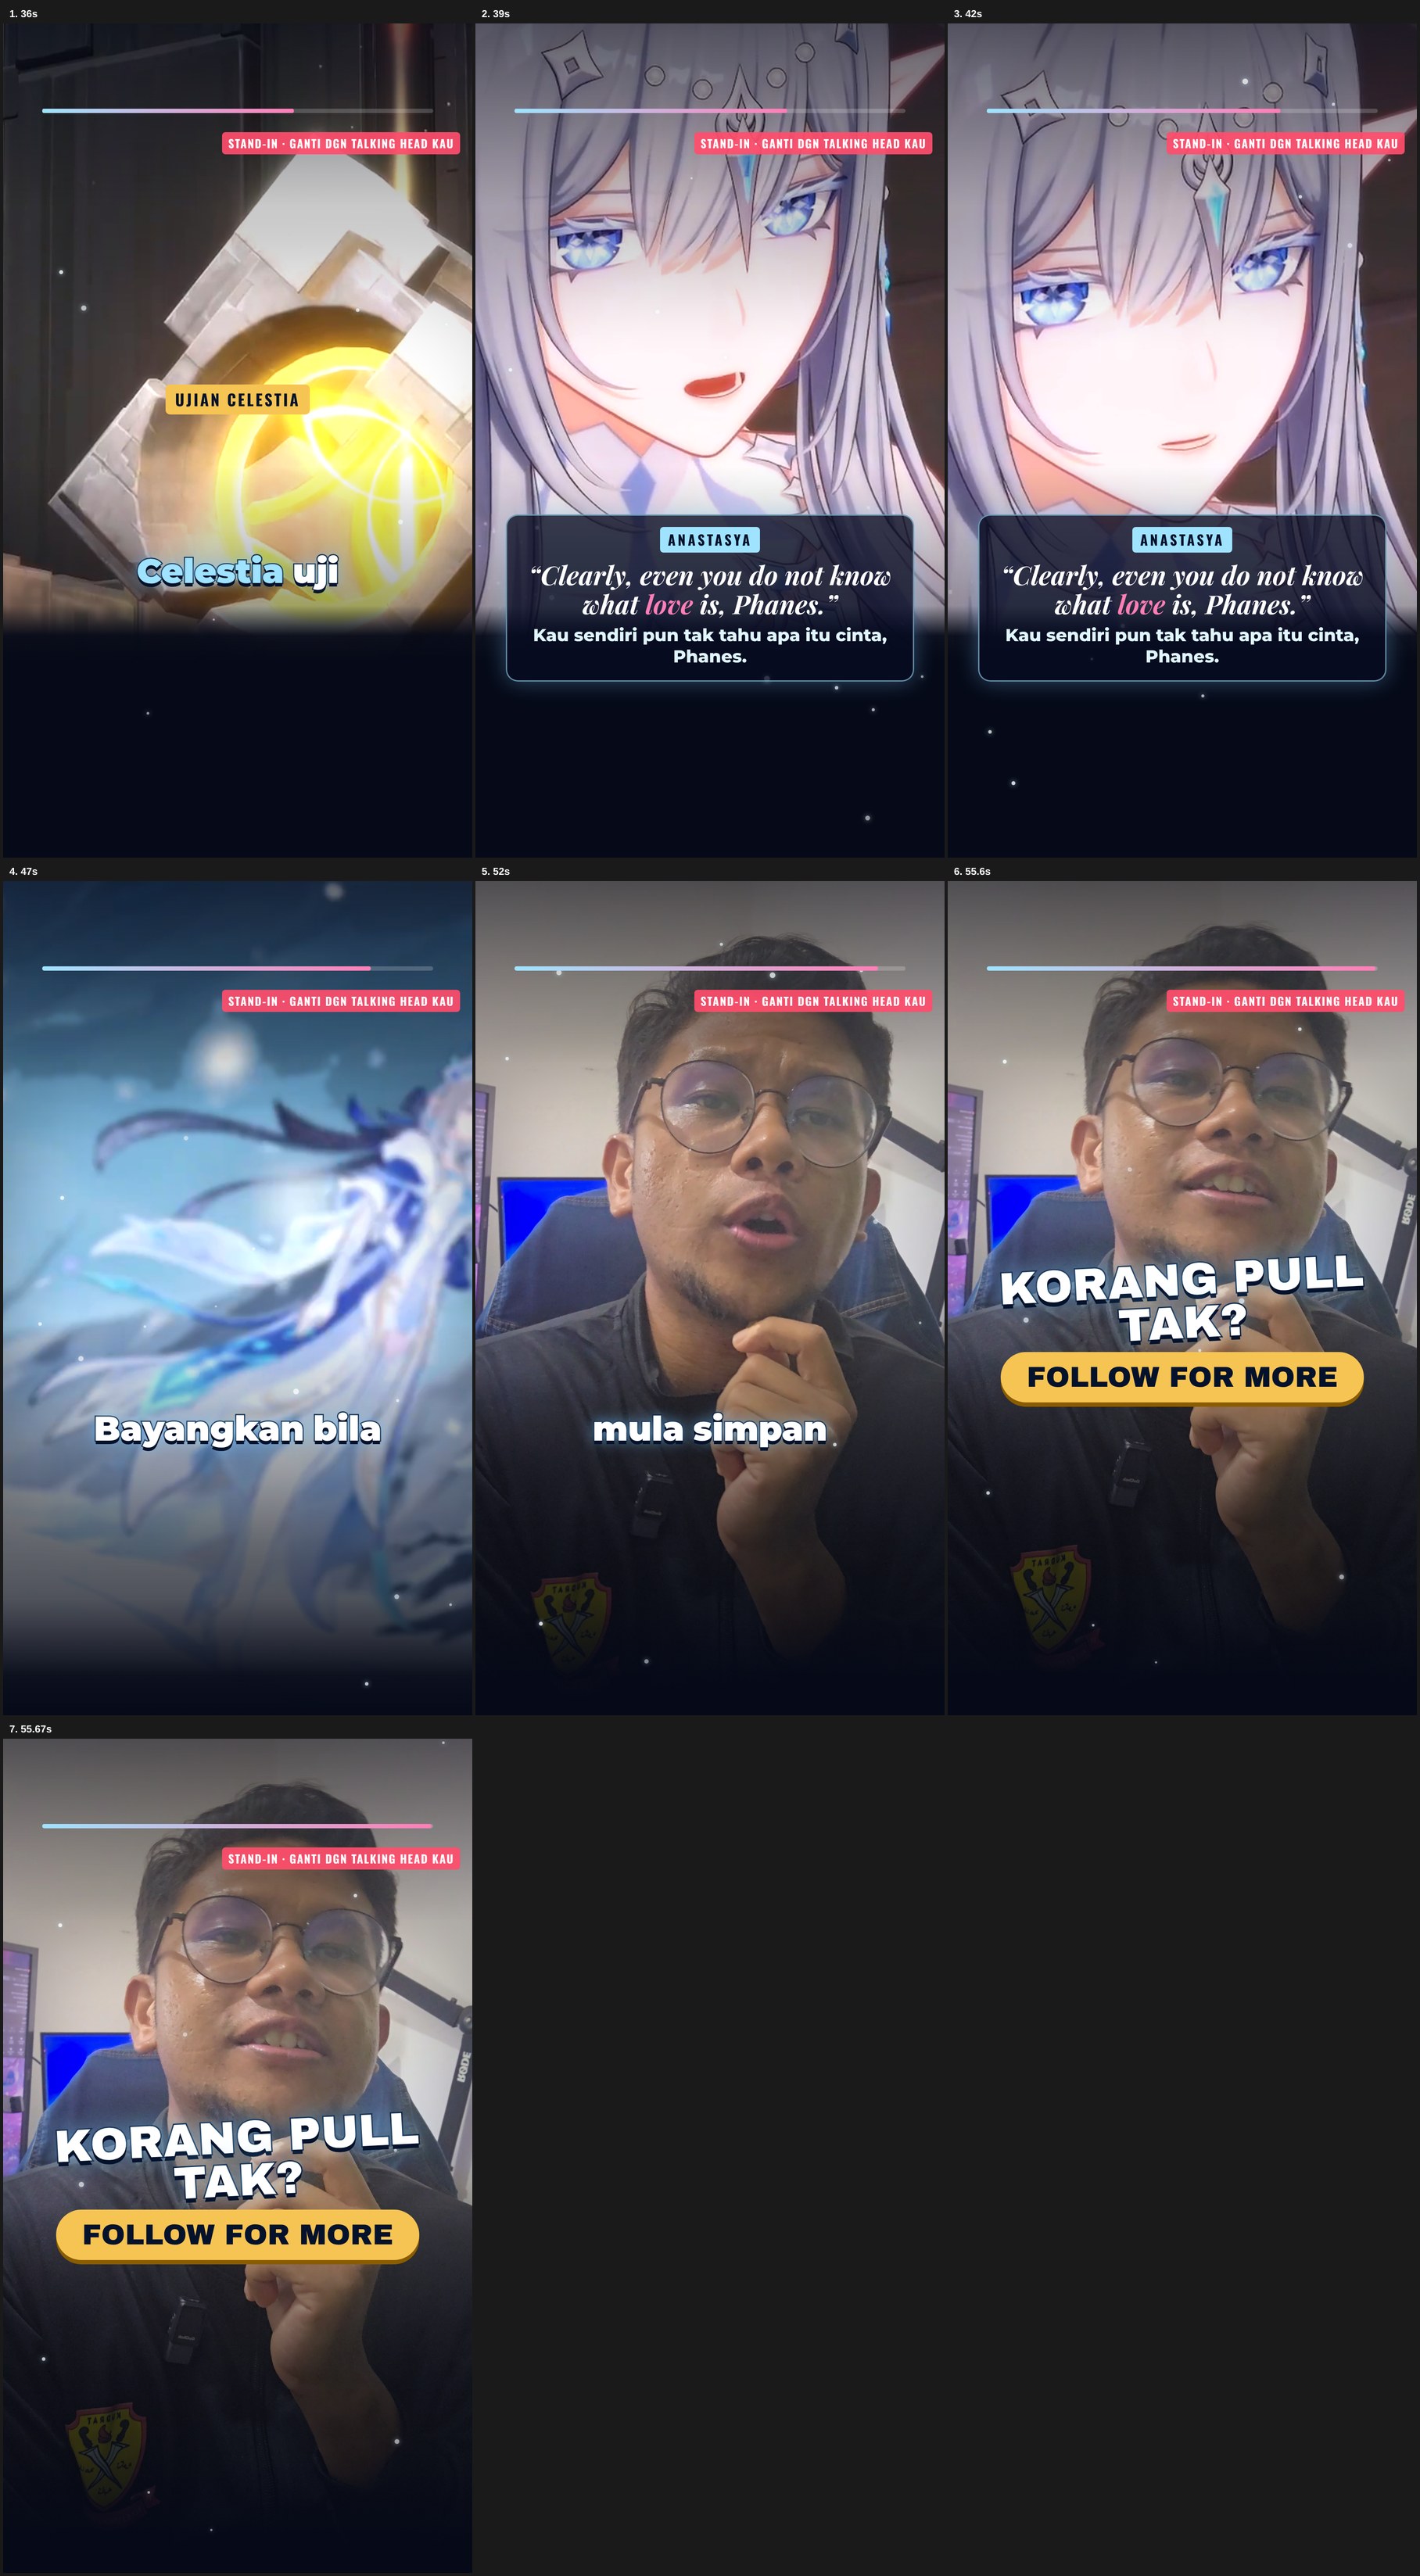 1. 36s
STAND-IN · GANTI DGN TALKING HEAD KAU
UJIAN CELESTIA
Celestia uji
2. 39s
STAND-IN · GANTI DGN TALKING HEAD KAU
ANASTASYA
“Clearly, even you do not know
what love is, Phanes.”
Kau sendiri pun tak tahu apa itu cinta,
Phanes.
3. 42s
STAND-IN · GANTI DGN TALKING HEAD KAU
ANASTASYA
“Clearly, even you do not know
what love is, Phanes.”
Kau sendiri pun tak tahu apa itu cinta,
Phanes.
4. 47s
STAND-IN · GANTI DGN TALKING HEAD KAU
Bayangkan bila
5. 52s
STAND-IN · GANTI DGN TALKING HEAD KAU
mula simpan
6. 55.6s
STAND-IN · GANTI DGN TALKING HEAD KAU
RØDE
KORANG PULL
TAK?
FOLLOW FOR MORE
7. 55.67s
STAND-IN · GANTI DGN TALKING HEAD KAU
RØDE
KORANG PULL
TAK?
FOLLOW FOR MORE